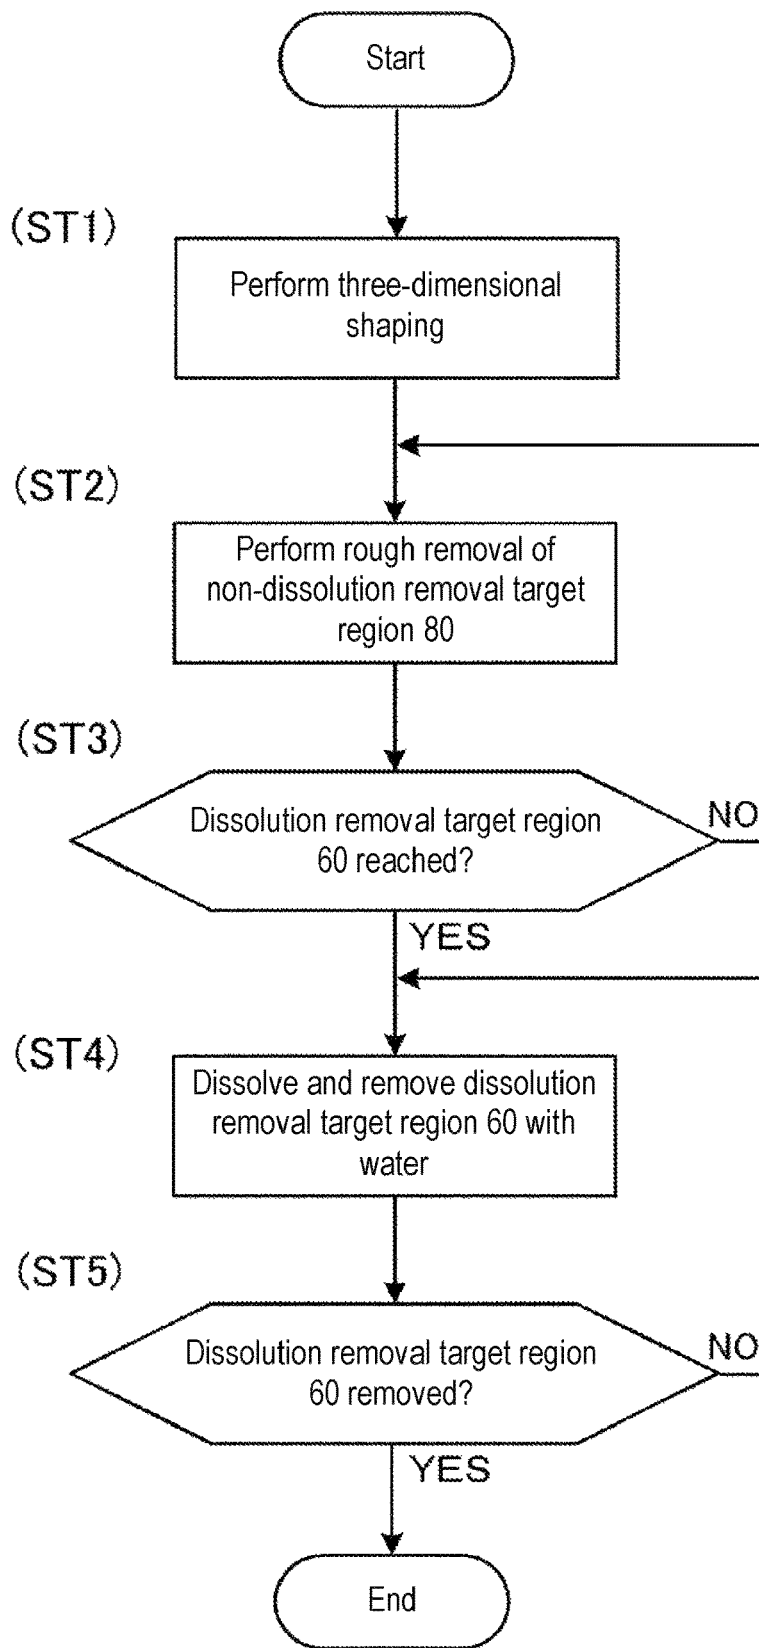 Start
(ST1)
Perform three-dimensional
shaping
(ST2)
Perform rough removal of
non-dissolution removal target
region 80
(ST3)
Dissolution removal target region
60 reached?
NO
YES
(ST4)
Dissolve and remove dissolution
removal target region 60 with
water
(ST5)
Dissolution removal target region
60 removed?
NO
YES
End